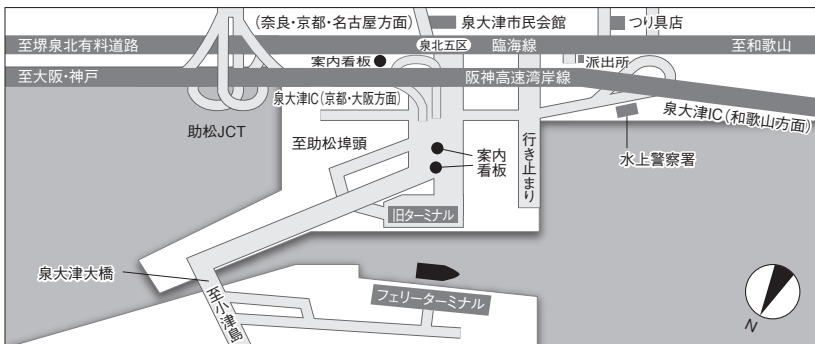 (奈良・京都・名古屋方面)
泉大津市民会館
つり具店
至堺泉北有料道路
泉北五区
臨海線
至和歌山
案内看板
派出所
至大阪・神戸
阪神高速湾岸線
泉大津IC(京都・大阪方面)
泉大津IC(和歌山方面)
助松JCT
至助松埠頭
案内
看板
行き止まり
水上警察署
旧ターミナル
泉大津大橋
至小津島
フェリーターミナル
N